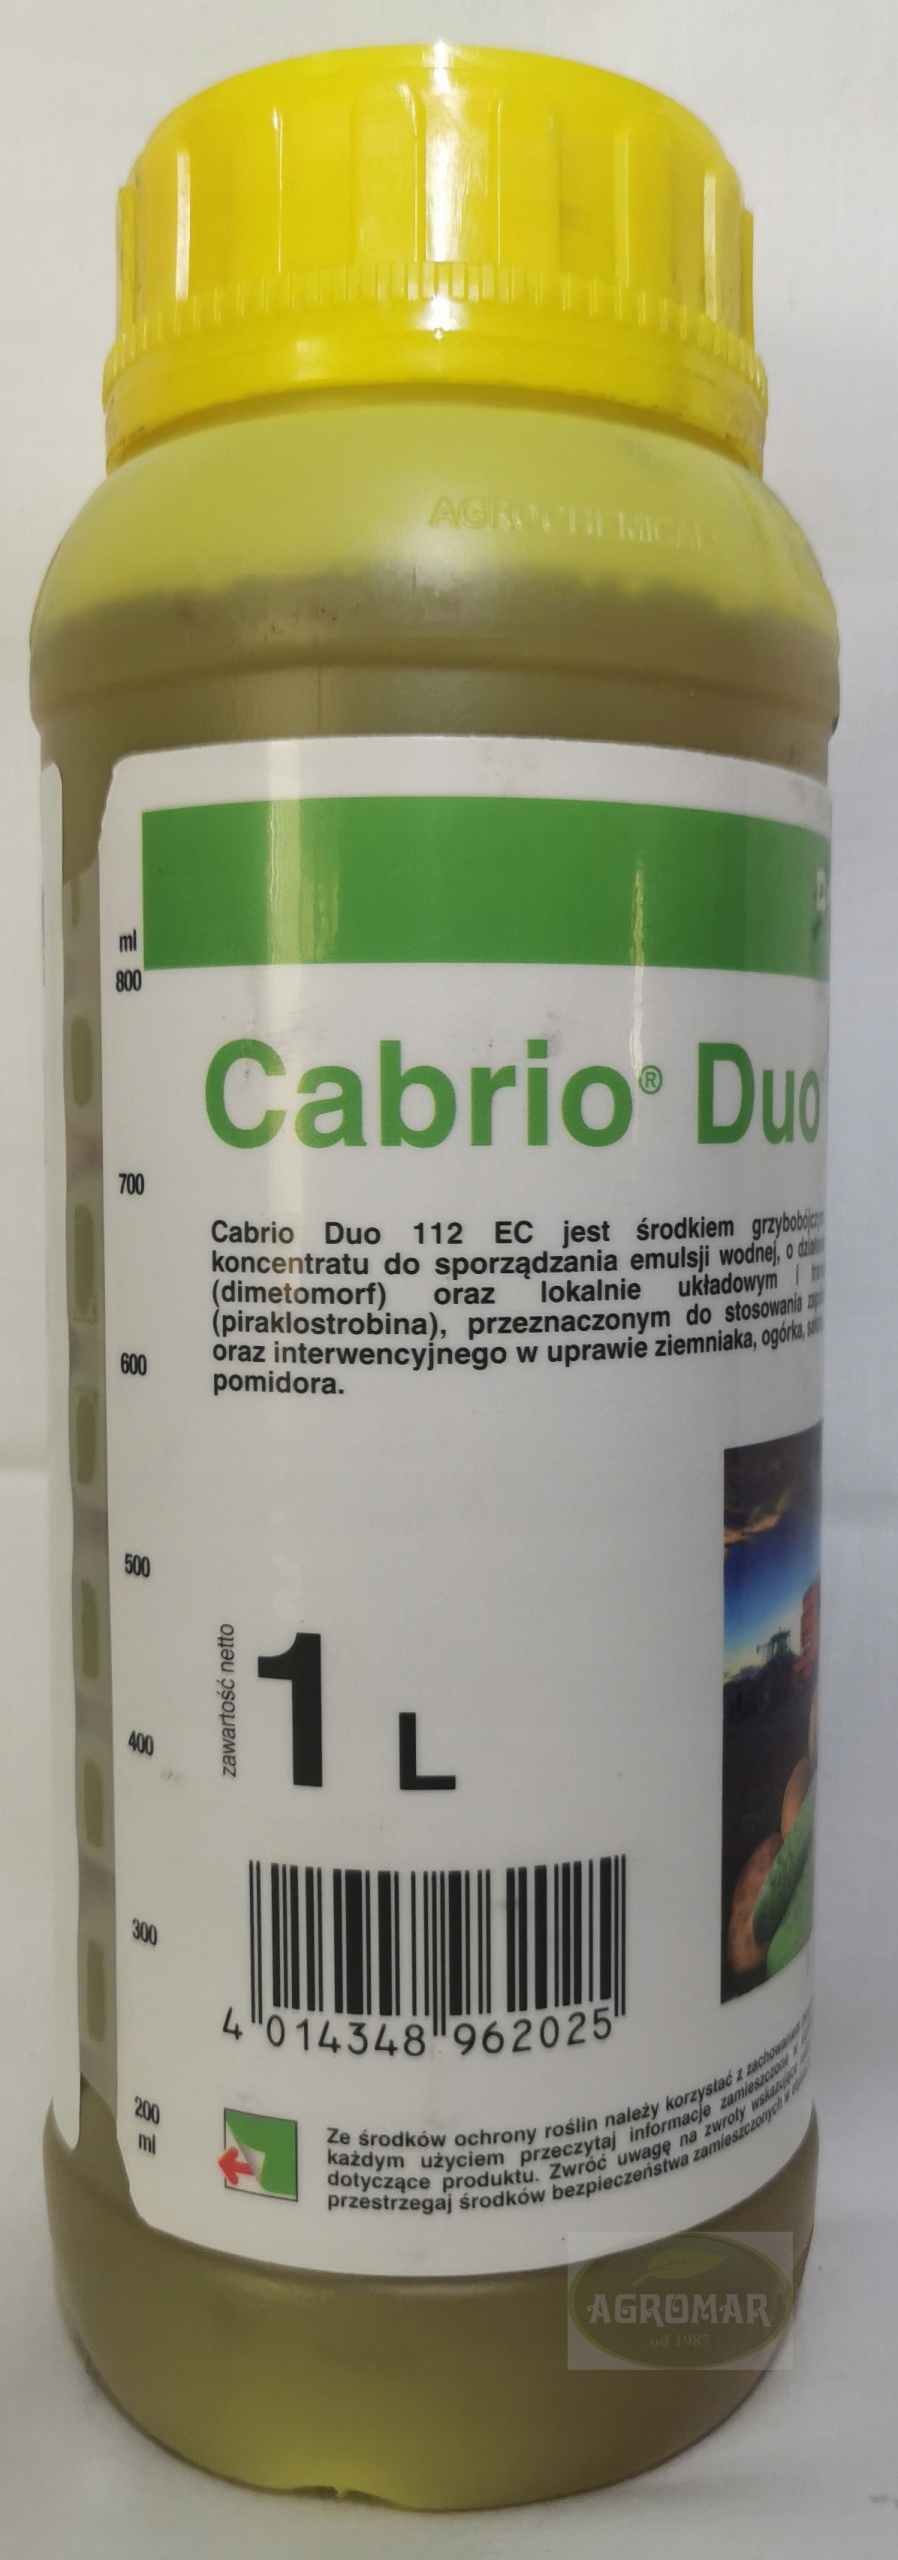 AGROCHEMICAL
ml
800
Cabrio® Duo
700
Cabrio Duo 112 EC jest środkiem grzybobójczym
koncentratu do sporządzania emulsji wodnej, o
(dimetomorf) oraz lokalnie układowym i
(piraklostrobina), przeznaczonym do stosowania
oraz interwencyjnego w uprawie ziemniaka, ogórka,
pomidora.
600
500
zawartość netto
1 L
400
300
4 014348 962025
200
ml
Ze środków ochrony roślin należy korzystać z zachowaniem
każdym użyciem przeczytaj informacje zamieszczone w
dotyczące produktu. Zwróć uwagę na zwroty wskazujące
przestrzegaj środków bezpieczeństwa zamieszczonych w
AGROMAR
od 1987